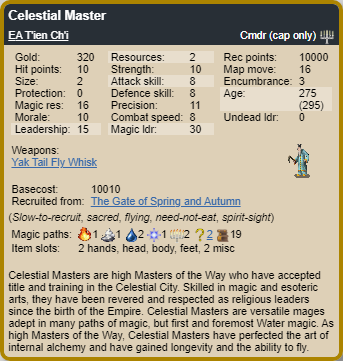 Celestial Master
EA T'ien Ch'i Cmdr (cap only)
Gold: 320 Resources: 2 Rec points: 10000
Hit points: 10 Strength: 10 Map move: 16
Size: 2 Attack skill: 8 Encumbrance: 3
Protection: 0 Defence skill: 8 Age: 275
Magic res: 16 Precision: 11 (295)
Morale: 10 Combat speed: 8 Undead ldr: 0
Leadership: 15 Magic ldr: 30
Weapons:
Yak Tail Fly Whisk
Basecost: 10010
Recruited from: The Gate of Spring and Autumn
(Slow-to-recruit, sacred, flying, need-not-eat, spirit-sight)
Magic paths: 1 1 2 1 2 ?2 19
Item slots: 2 hands, head, body, feet, 2 misc
Celestial Masters are high Masters of the Way who have accepted
title and training in the Celestial City. Skilled in magic and esoteric
arts, they have been revered and respected as religious leaders
since the birth of the Empire. Celestial Masters are versatile mages
adept in many paths of magic, but first and foremost Water magic. As
high Masters of the Way, Celestial Masters have perfected the art of
internal alchemy and have gained longevity and the ability to fly.